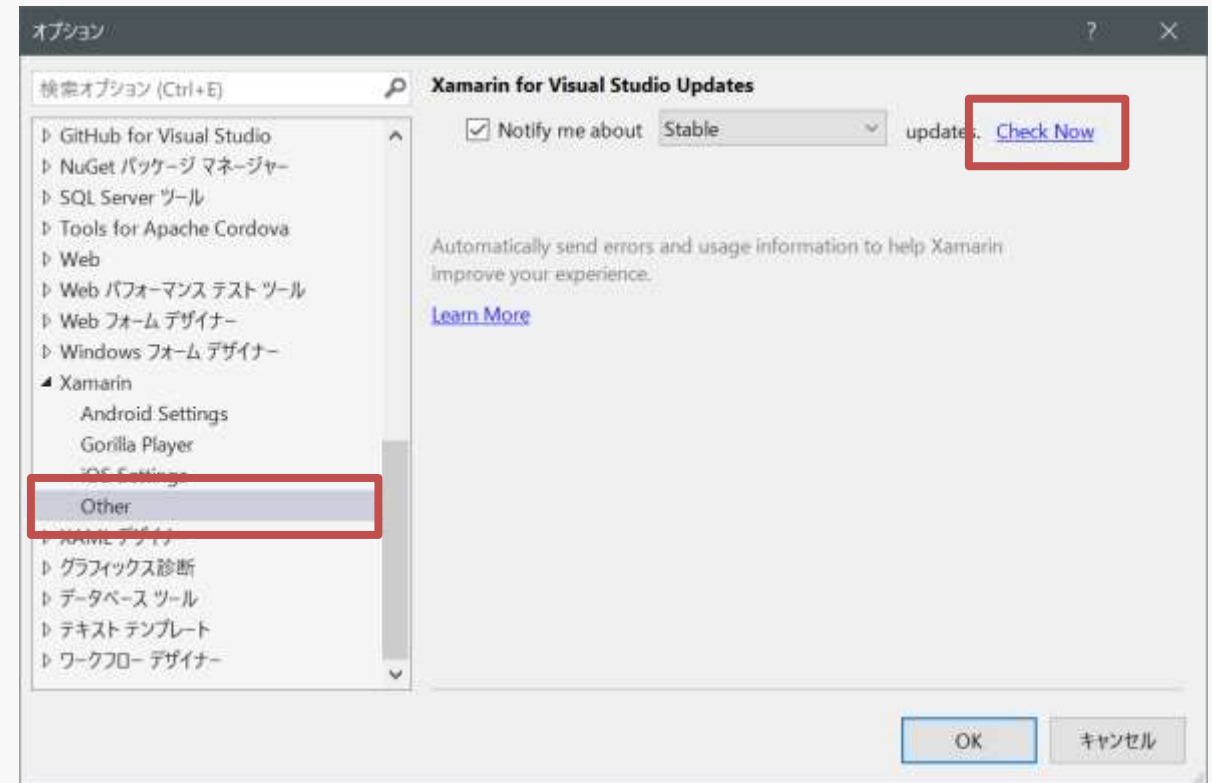 オプション
?
検索オプション (Ctrl+E)
GitHub for Visual Studio
NuGet パッケージ マネージャー
SQL Server ツール
Tools for Apache Cordova
Web
Web パフォーマンス テスト ツール
Web フォーム デザイナー
Windows フォーム デザイナー
Xamarin
Android Settings
Gorilla Player
iOS Settings
Other
XAML デザイナ
グラフィックス診断
データベース ツール
テキスト テンプレート
ワークフロー デザイナー
Xamarin for Visual Studio Updates
Notify me about Stable updates. Check Now
Automatically send errors and usage information to help Xamarin
improve your experience.
Learn More
OK キャンセル